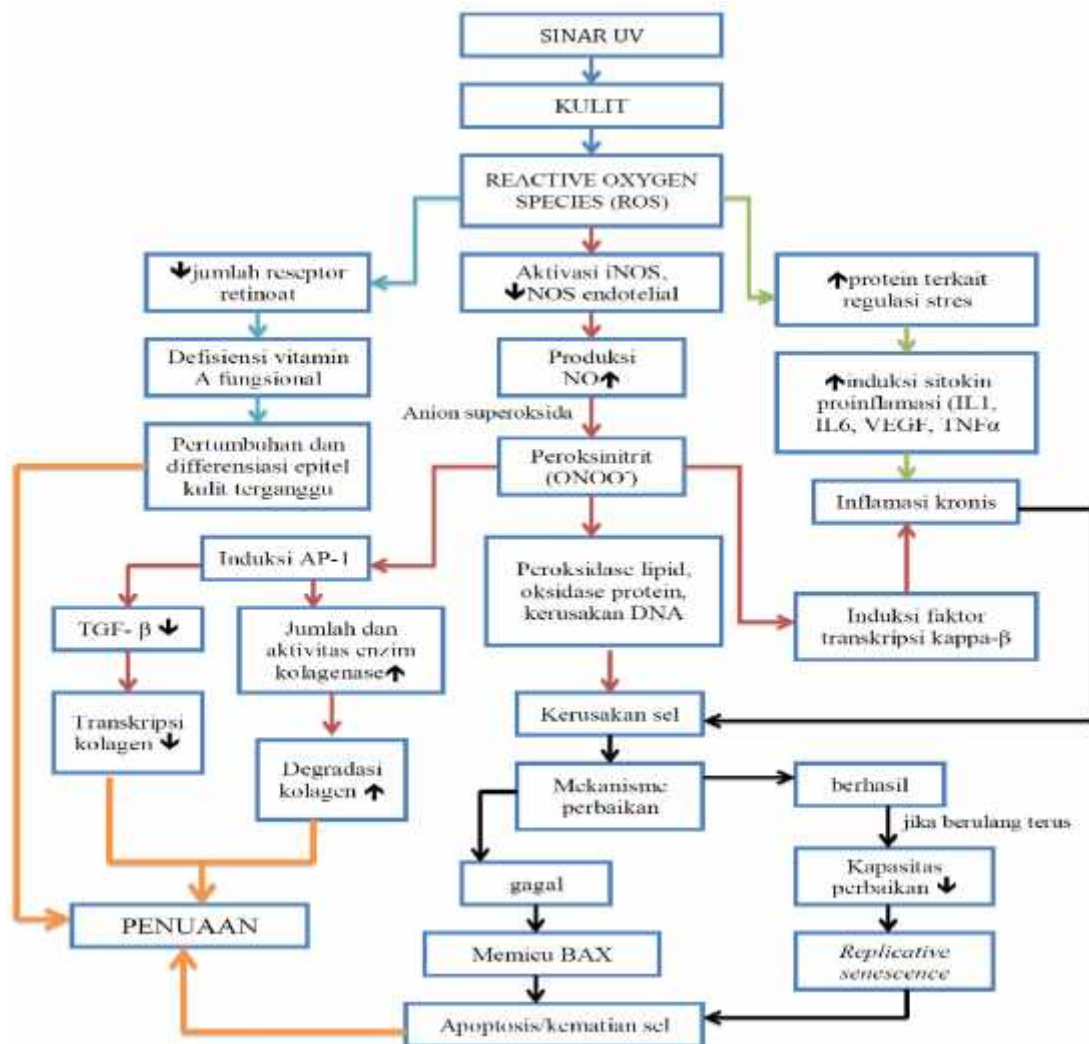 SINAR UV
KULIT
REACTIVE OXYGEN
SPECIES (ROS)
↓jumlah reseptor
retinoat
Aktivasi iNOS,
↓NOS endotelial
↑protein terkait
regulasi stres
Defisiensi vitamin
A fungsional
Produksi
NO↑
↑induksi sitokin
proinflamasi (IL1,
IL6, VEGF, TNFα
Anion superoksida
Pertumbuhan dan
differensiasi epitel
kulit terganggu
Peroksinitrit
(ONOO⁻)
Inflamasi kronis
Induksi AP-1
Peroksidase lipid,
oksidase protein,
kerusakan DNA
TGF- β ↓
Jumlah dan
aktivitas enzim
kolagenase↑
Induksi faktor
transkripsi kappa-β
Transkripsi
kolagen ↓
Kerusakan sel
Degradasi
kolagen ↑
Mekanisme
perbaikan
berhasil
jika berulang terus
gagal
Kapasitas
perbaikan ↓
PENUAAN
Memicu BAX
Replicative
senescence
Apoptosis/kematian sel